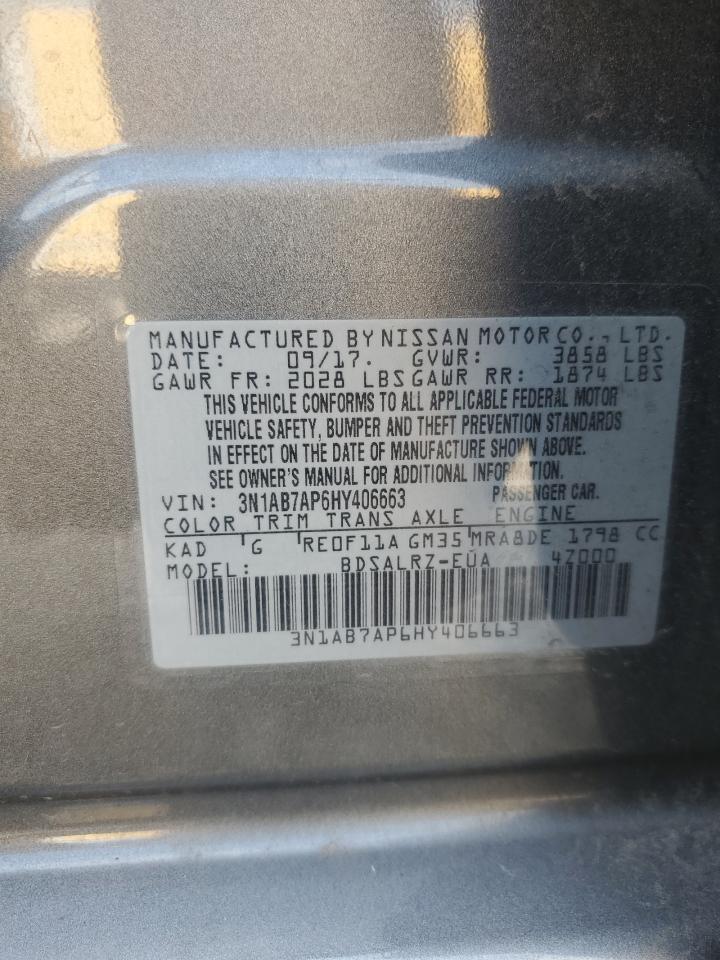 MANUFACTURED BY NISSAN MOTOR CO., LTD.
DATE: 09/17. GVWR: 3858 LBS
GAWR FR: 2028 LBS GAWR RR: 1874 LBS
THIS VEHICLE CONFORMS TO ALL APPLICABLE FEDERAL MOTOR
VEHICLE SAFETY, BUMPER AND THEFT PREVENTION STANDARDS
IN EFFECT ON THE DATE OF MANUFACTURE SHOWN ABOVE.
SEE OWNER'S MANUAL FOR ADDITIONAL INFORMATION.
VIN: 3N1AB7AP6HY406663 PASSENGER CAR.
COLOR TRIM TRANS AXLE ENGINE
KAD G RE0F11A GM35 MRA8DE 1798 CC
MODEL: BDSALRZ-EUA 4Z000
3N1AB7AP6HY406663